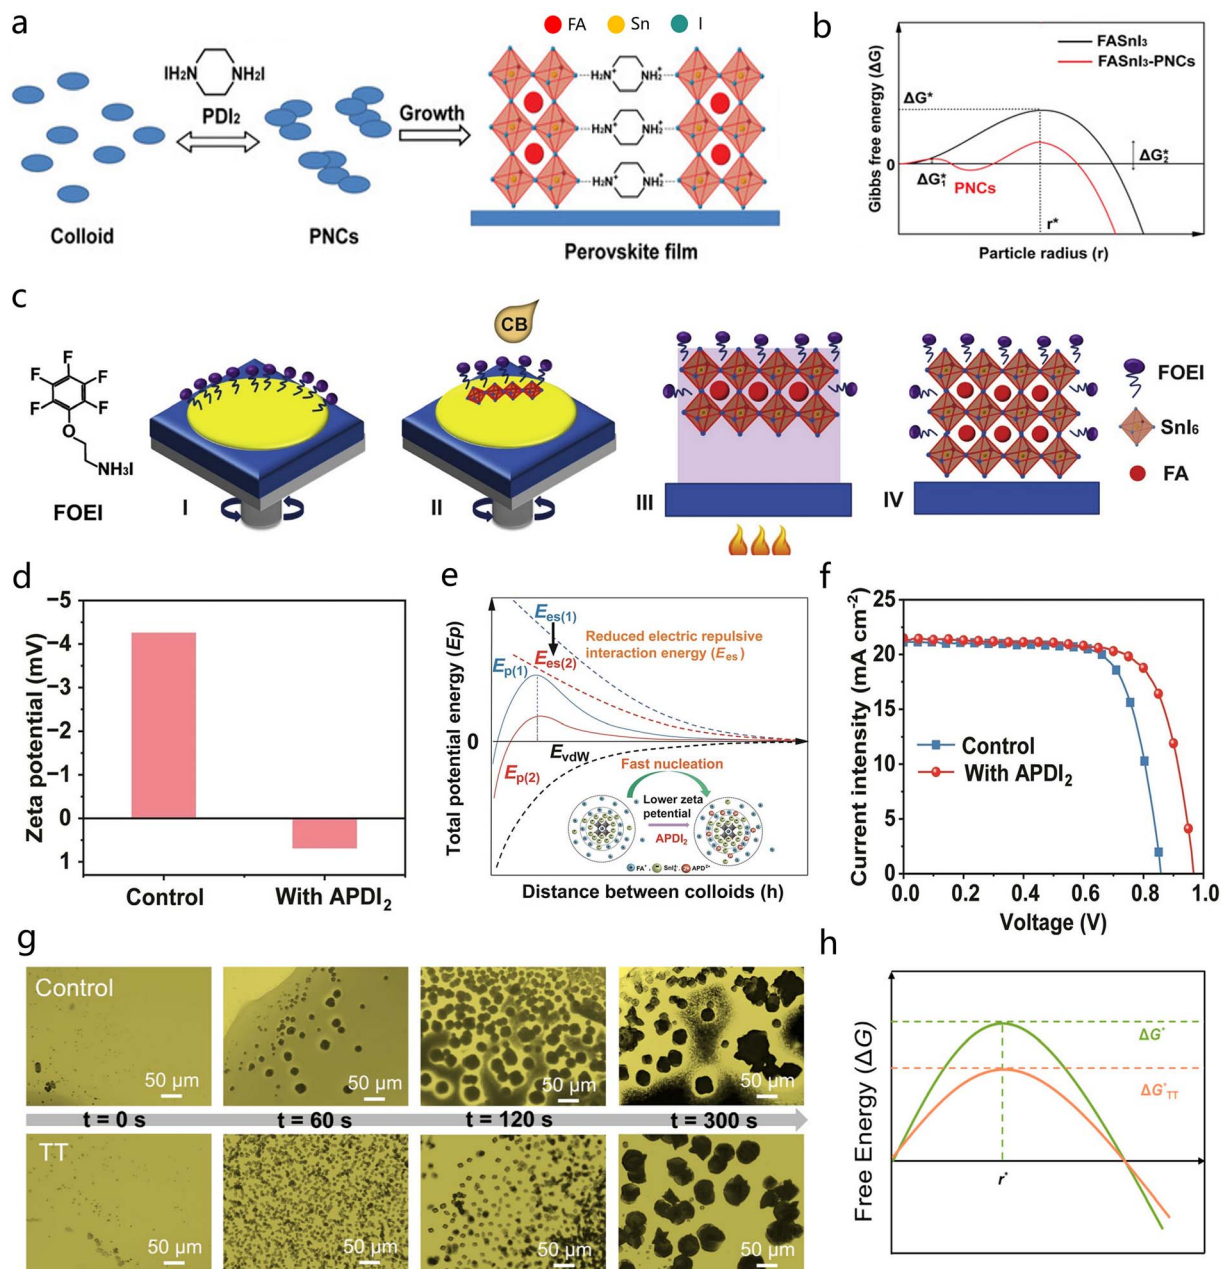 a
FA
Sn
I
IH2N
NH2I
PDI₂
Growth
H₂N⁺
NH₂⁺
H₂N⁺
NH₂⁺
H₂N⁺
NH₂⁺
Colloid
PNCs
Perovskite film
b
FASnI₃
FASnI₃-PNCs
ΔG*
ΔG₁*
PNCs
ΔG₂*
r*
Gibbs free energy (ΔG)
Particle radius (r)
c
F
F
F
F
F
O
NH₃I
FOEI
I
CB
II
III
IV
FOEI
SnI₆
FA
d
Zeta potential (mV)
−5
−4
−3
−2
−1
0
1
Control
With APDI₂
e
Total potential energy (Ep)
0
Ees(1)
Reduced electric repulsive
interaction energy (Ees)
Ees(2)
Ep(1)
Ep(2)
EvdW
Fast nucleation
Lower zeta
potential
APDI₂
Distance between colloids (h)
f
Current intensity (mA cm⁻²)
25
20
15
10
5
0
Control
With APDI₂
0.0
0.2
0.4
0.6
0.8
1.0
Voltage (V)
g
Control
50 µm
50 µm
50 µm
50 µm
t = 0 s
t = 60 s
t = 120 s
t = 300 s
TT
50 µm
50 µm
50 µm
50 µm
h
Free Energy (ΔG)
ΔG*
ΔG*TT
r*